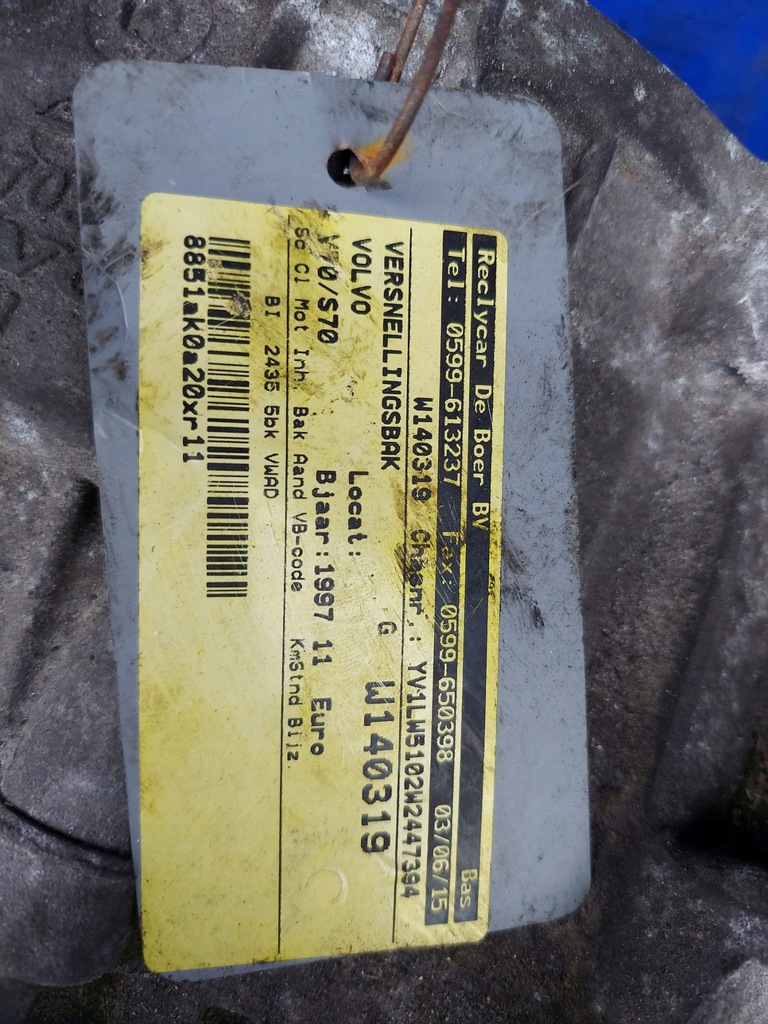 Reclycar De Boer BV Bas
Tel: 0599-613237 Fax: 0599-650398 03/06/15
W140319 Chasnr.: YV1LW5102W2447394
VERSNELLINGSBAK G W140319
VOLVO Locat:
V70/S70 Bjaar:1997 11 Euro
Sc Cl Mot Inh. Bak Aand VB-code KmStnd Bijz.
BI 2435 5bk VWAD
8851ak0a20xr11